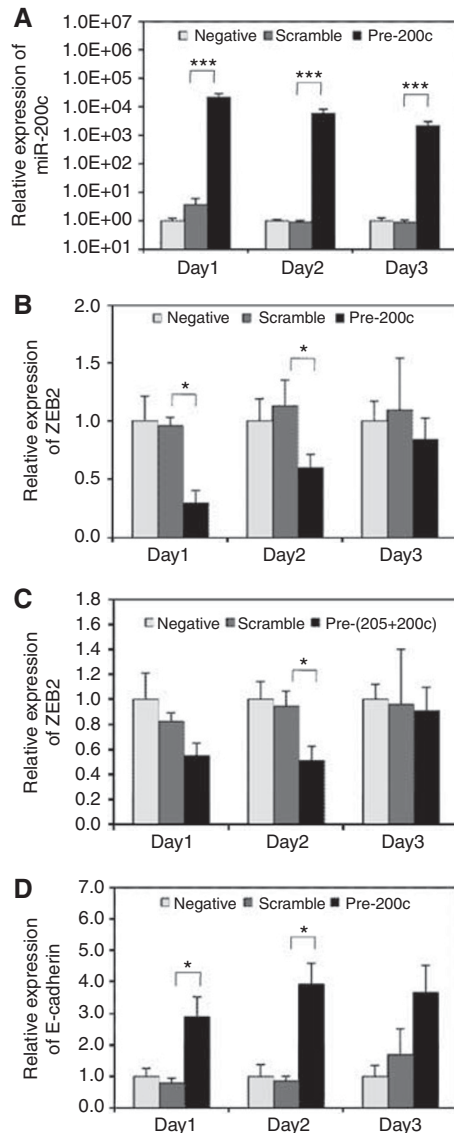 A
Relative expression of
miR-200c
1.0E+07
1.0E+06
1.0E+05
1.0E+04
1.0E+03
1.0E+02
1.0E+01
1.0E+00
1.0E+01
Negative Scramble Pre-200c
***
***
***
Day1 Day2 Day3
B
Relative expression
of ZEB2
2.0
1.5
1.0
0.5
0.0
Negative Scramble Pre-200c
*
*
Day1 Day2 Day3
C
Relative expression
of ZEB2
1.8
1.6
1.4
1.2
1.0
0.8
0.6
0.4
0.2
0.0
Negative Scramble Pre-(205+200c)
*
Day1 Day2 Day3
D
Relative expression
of E-cadherin
7.0
6.0
5.0
4.0
3.0
2.0
1.0
0.0
Negative Scramble Pre-200c
*
*
Day1 Day2 Day3